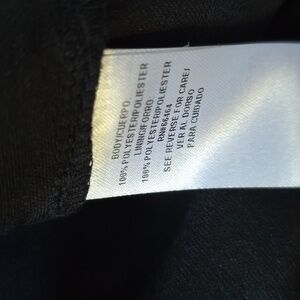 BODY/CUERPO
100% POLYESTER/POLIESTER
LINING/FORRO
100% POLYESTER/POLIESTER
RN#66464
SEE REVERSE FOR CARE/
VER AL DORSO
PARA CUIDADO